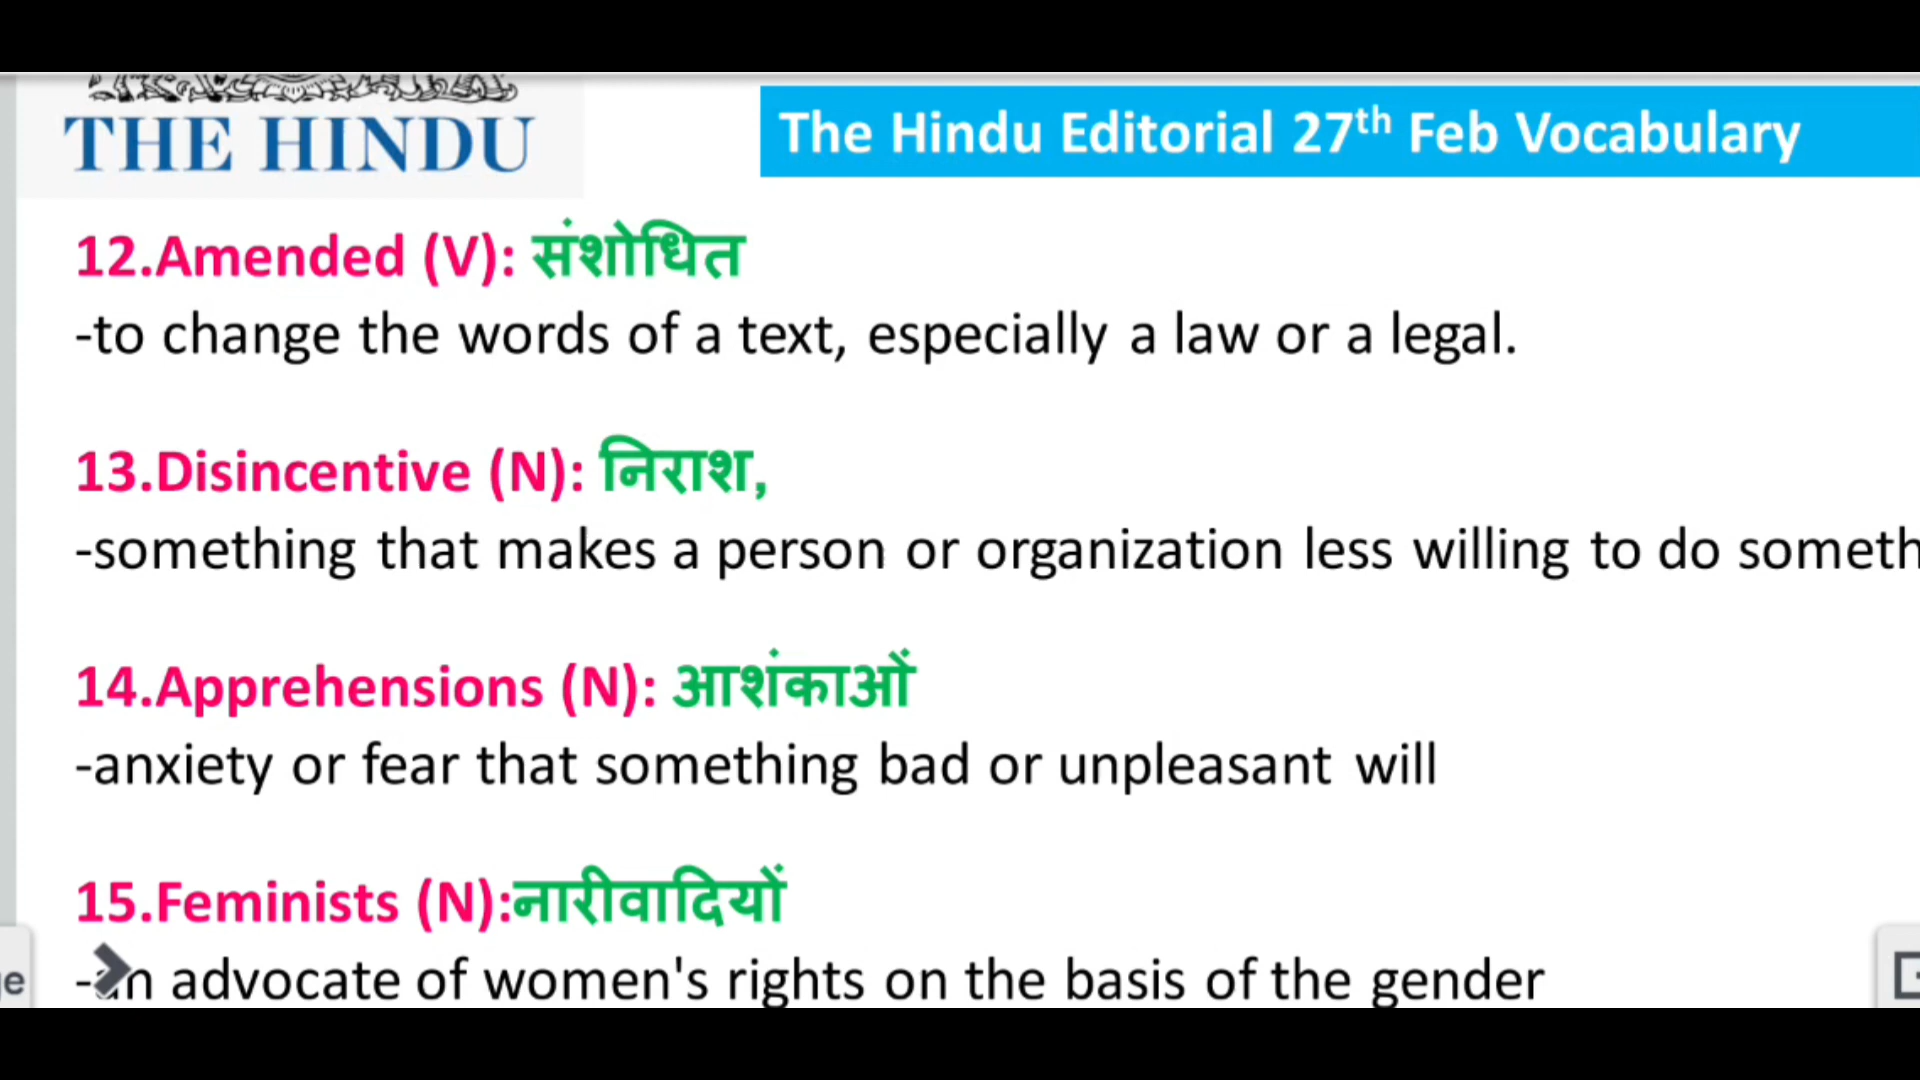 THE HINDU
The Hindu Editorial 27th Feb Vocabulary
12.Amended (V): संशोधित
-to change the words of a text, especially a law or a legal.
13.Disincentive (N): निराश,
-something that makes a person or organization less willing to do someth
14.Apprehensions (N): आशंकाओं
-anxiety or fear that something bad or unpleasant will
15.Feminists (N):नारीवादियों
-an advocate of women's rights on the basis of the gender